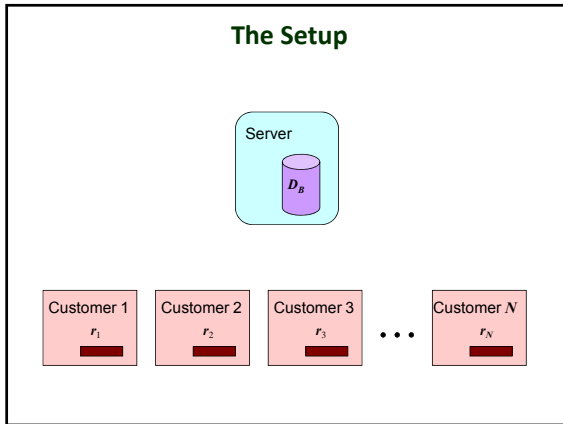 The Setup
Server
D_B
Customer 1 Customer 2 Customer 3 Customer N
r_1 r_2 r_3 • • • r_N